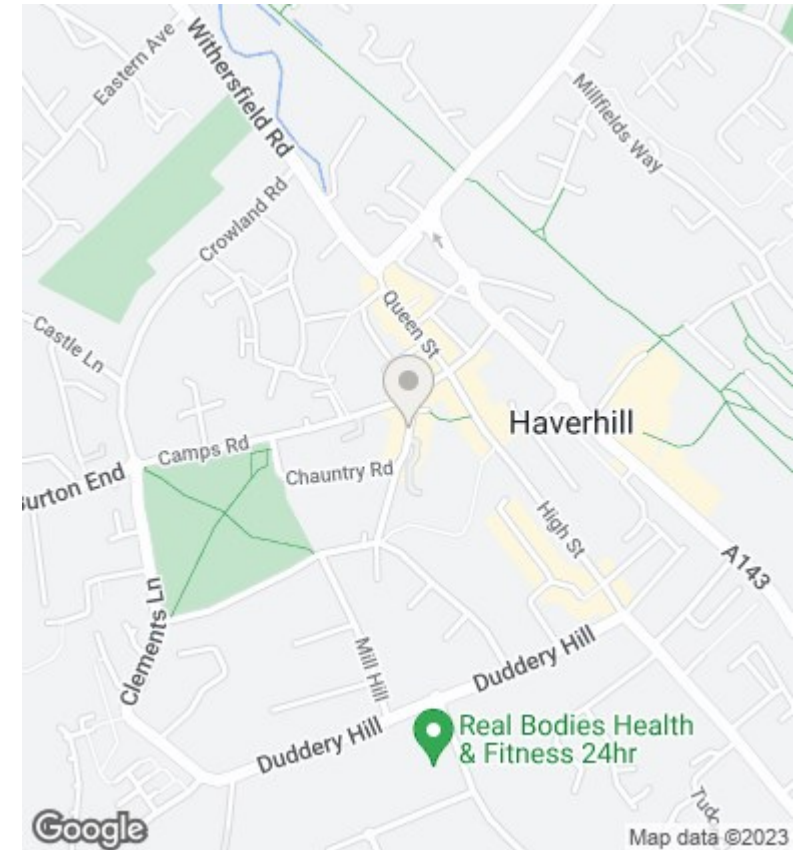 Eastern Ave
Withersfield Rd
Millfields Way
Crowland Rd
Castle Ln
Queen St
Haverhill
Camps Rd
Burton End
Chauntry Rd
High St
A143
Clements Ln
Mill Hill
Duddery Hill
Duddery Hill
Real Bodies Health
& Fitness 24hr
Google
Map data ©2023